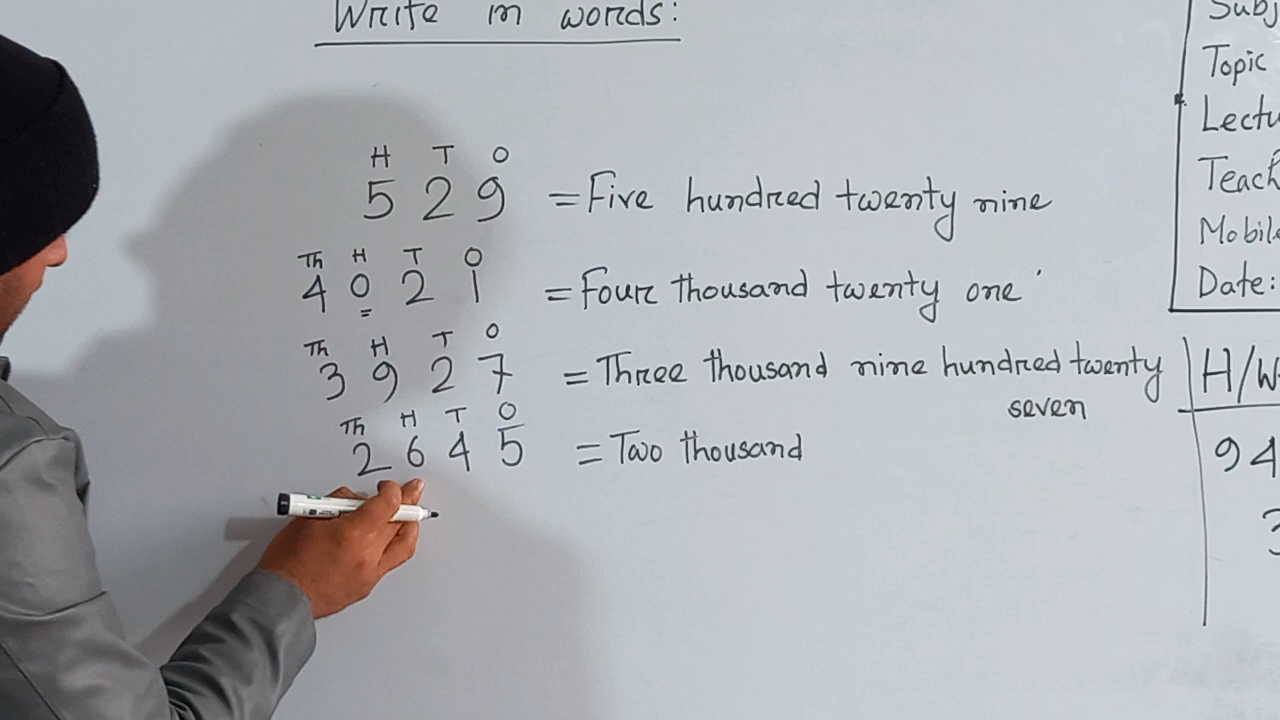 Write in words:
H T O
5 2 9 = Five hundred twenty nine
Th H T O
4 0 2 1 = Four thousand twenty one
Th H T O
3 9 2 7 = Three thousand nine hundred twenty
seven
Th H T O
2 6 4 5 = Two thousand
Subj
Topic
Lectu
Teach
Mobile
Date:
H/W
94
3